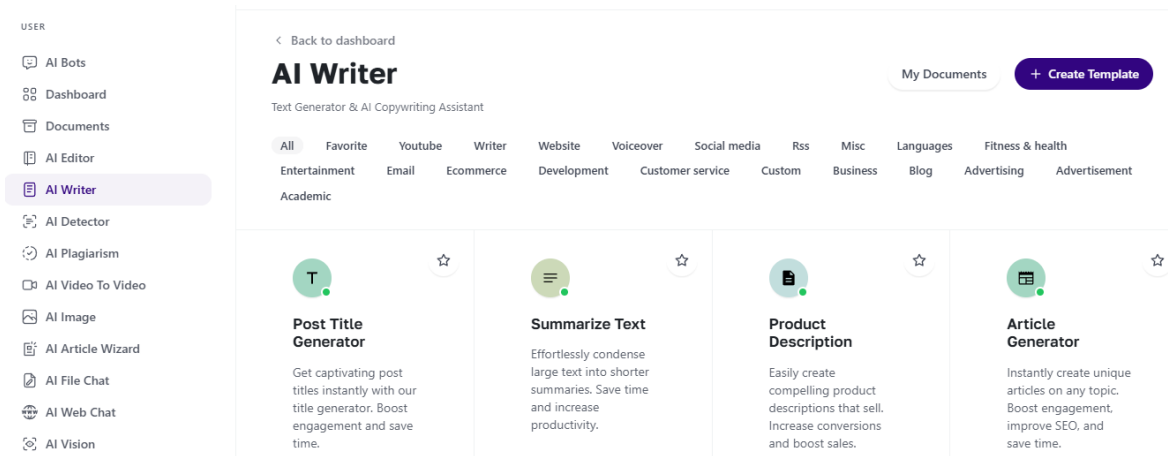 USER
AI Bots
Dashboard
Documents
AI Editor
AI Writer
AI Detector
AI Plagiarism
AI Video To Video
AI Image
AI Article Wizard
AI File Chat
AI Web Chat
AI Vision
Back to dashboard
AI Writer
My Documents
+ Create Template
Text Generator & AI Copywriting Assistant
All Favorite Youtube Writer Website Voiceover Social media Rss Misc Languages Fitness & health
Entertainment Email Ecommerce Development Customer service Custom Business Blog Advertising Advertisement
Academic
T
Post Title
Generator
Get captivating post
titles instantly with our
title generator. Boost
engagement and save
time.
Summarize Text
Effortlessly condense
large text into shorter
summaries. Save time
and increase
productivity.
Product
Description
Easily create
compelling product
descriptions that sell.
Increase conversions
and boost sales.
Article
Generator
Instantly create unique
articles on any topic.
Boost engagement,
improve SEO, and
save time.